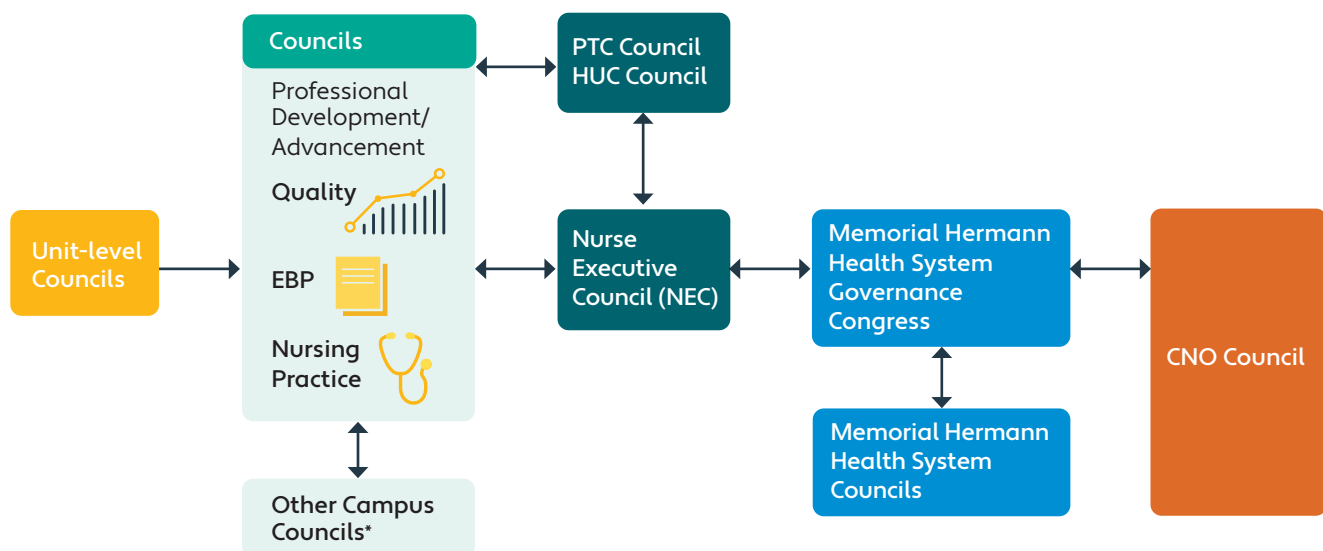 Councils
Professional
Development/
Advancement
Quality
EBP
Nursing
Practice
Unit-level
Councils
Other Campus
Councils*
PTC Council
HUC Council
Nurse
Executive
Council (NEC)
Memorial Hermann
Health System
Governance
Congress
Memorial Hermann
Health System
Councils
CNO Council